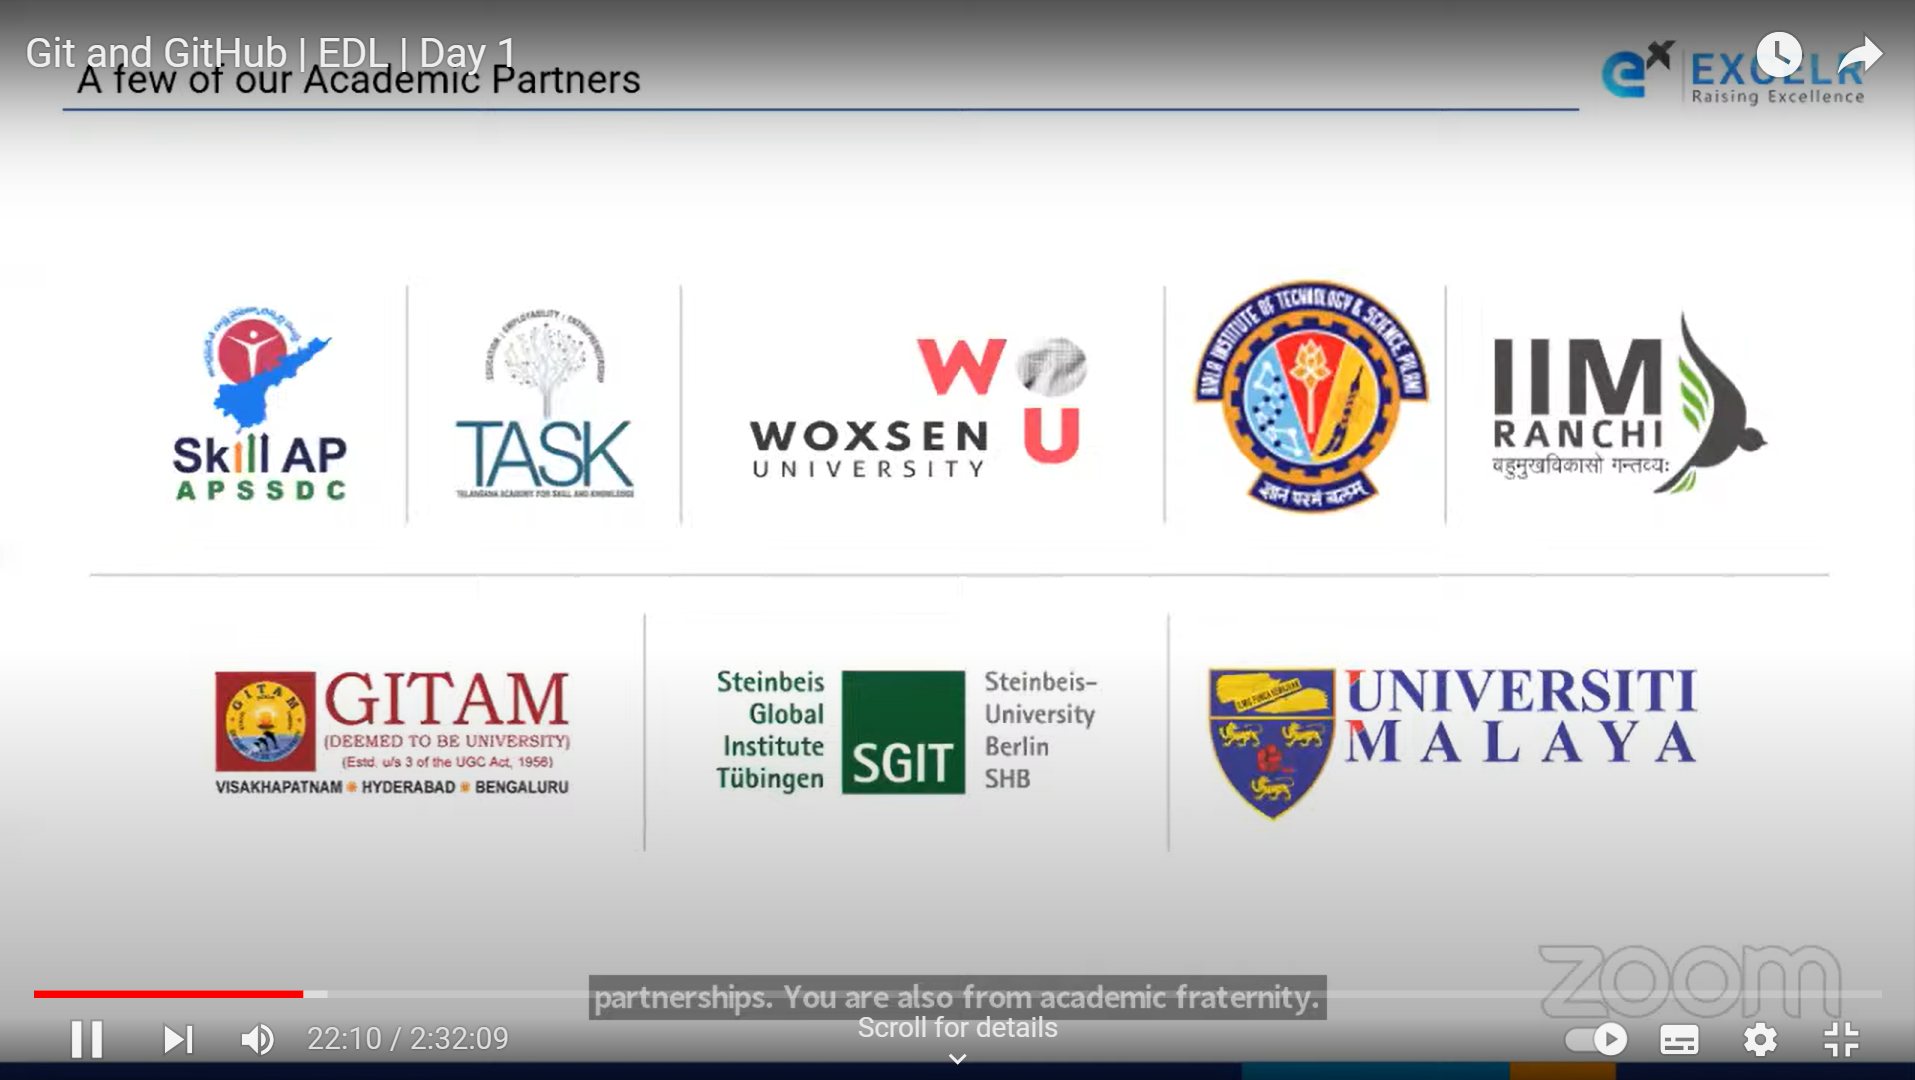 Git and GitHub | EDL | Day 1
A few of our Academic Partners
EXCELR
Raising Excellence
Skill AP
APSSDC
EDUCATION | EMPLOYABILITY | ENTREPRENEURSHIP
TASK
TELANGANA ACADEMY FOR SKILL AND KNOWLEDGE
W U
WOXSEN
UNIVERSITY
BIRLA INSTITUTE OF TECHNOLOGY & SCIENCE, PILANI
ज्ञानं परमं बलम्
IIM
RANCHI
बहुमुखविकासो गन्तव्यः
GITAM
GITAM
(DEEMED TO BE UNIVERSITY)
(Estd. u/s 3 of the UGC Act, 1956)
VISAKHAPATNAM HYDERABAD BENGALURU
Steinbeis
Global
Institute
Tübingen
SGIT
Steinbeis-
University
Berlin
SHB
UNIVERSITI
MALAYA
zoom
partnerships. You are also from academic fraternity.
Scroll for details
22:10 / 2:32:09